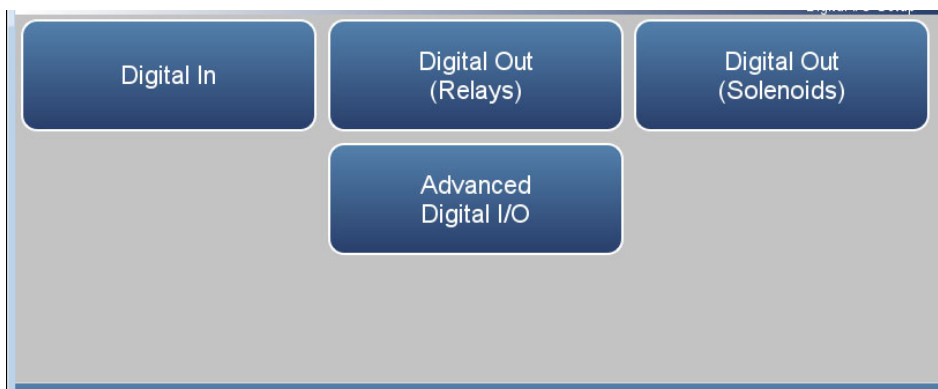 Digital In
Digital Out
(Relays)
Digital Out
(Solenoids)
Advanced
Digital I/O